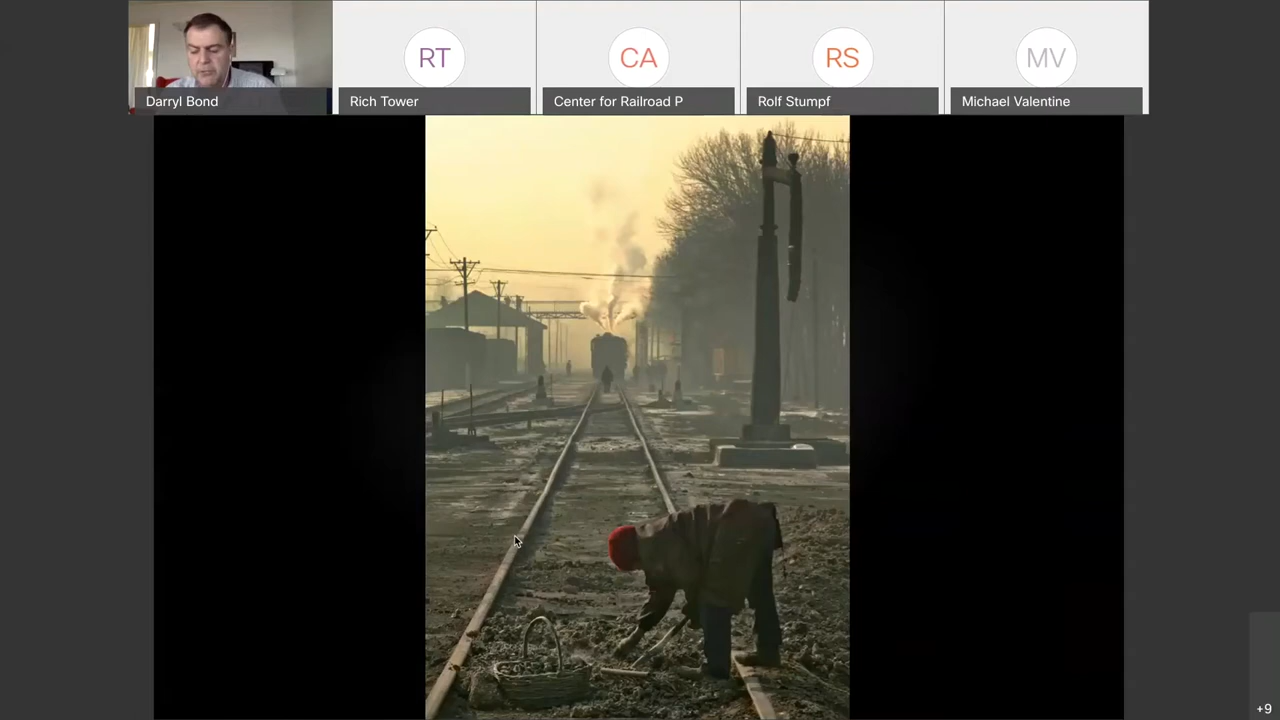 RT
CA
RS
MV
Darryl Bond
Rich Tower
Center for Railroad P
Rolf Stumpf
Michael Valentine
+9